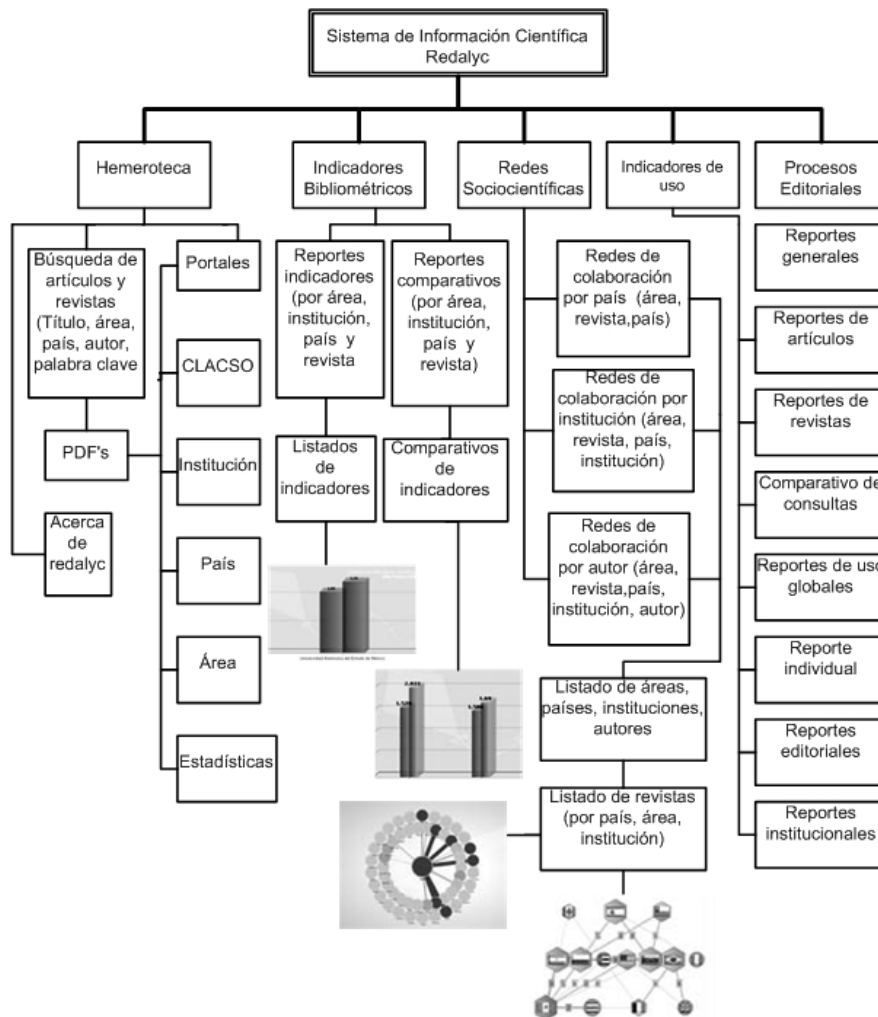 Sistema de Información Científica
Redalyc
Hemeroteca
Indicadores
Bibliométricos
Redes
Sociocientíficas
Indicadores de
uso
Procesos
Editoriales
Búsqueda de
artículos y
revistas
(Título, área,
país, autor,
palabra clave
PDF's
Acerca
de
redalyc
Portales
CLACSO
Institución
País
Área
Estadísticas
Reportes
indicadores
(por área,
institución,
país y
revista
Listados
de
indicadores
Reportes
comparativos
(por área,
institución,
país y
revista)
Comparativos
de
indicadores
Redes de
colaboración
por país (área,
revista,país)
Redes de
colaboración por
institución (área,
revista, país,
institución)
Redes de
colaboración
por autor (área,
revista,país,
institución, autor)
Listado de áreas,
países, instituciones,
autores
Listado de revistas
(por país, área,
institución)
Reportes
generales
Reportes de
artículos
Reportes de
revistas
Comparativo de
consultas
Reportes de uso
globales
Reporte
individual
Reportes
editoriales
Reportes
institucionales
Universidad Autónoma del Estado de México